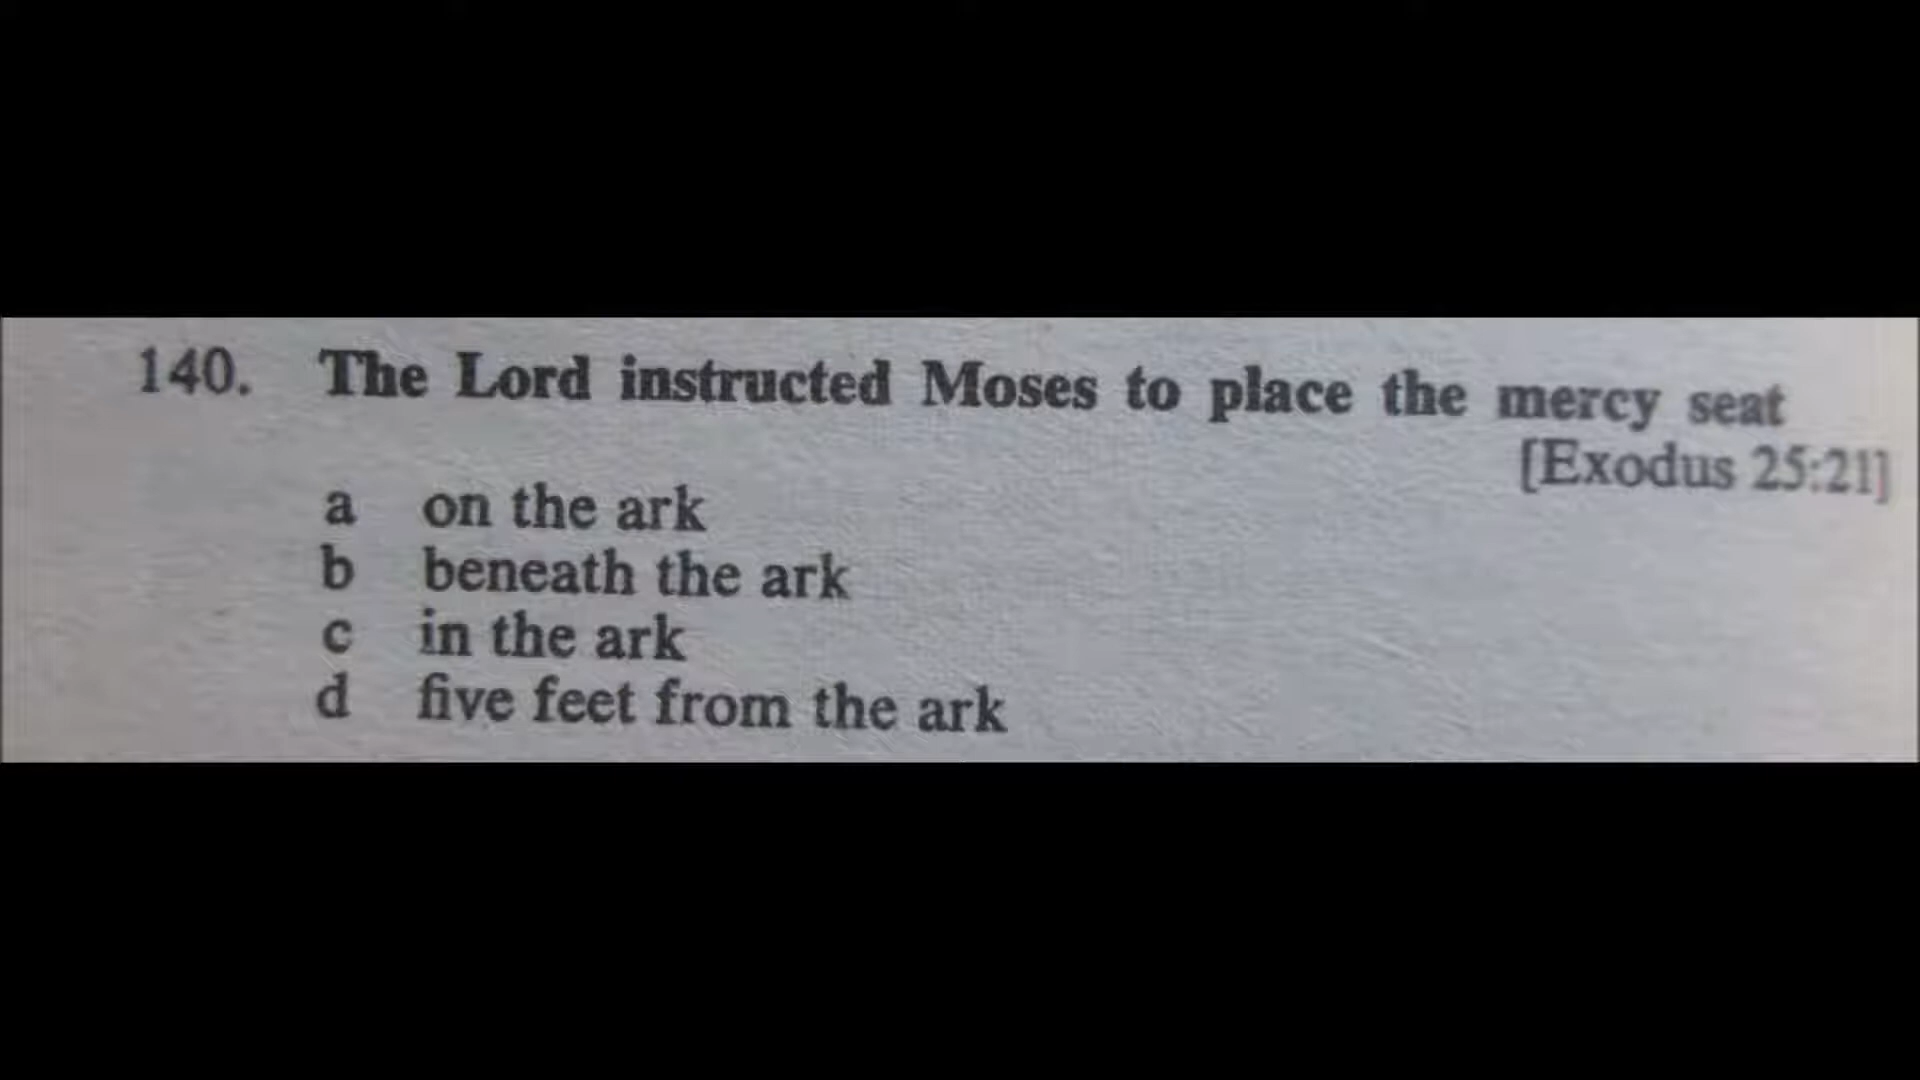 140. The Lord instructed Moses to place the mercy seat
[Exodus 25:21]
a on the ark
b beneath the ark
c in the ark
d five feet from the ark